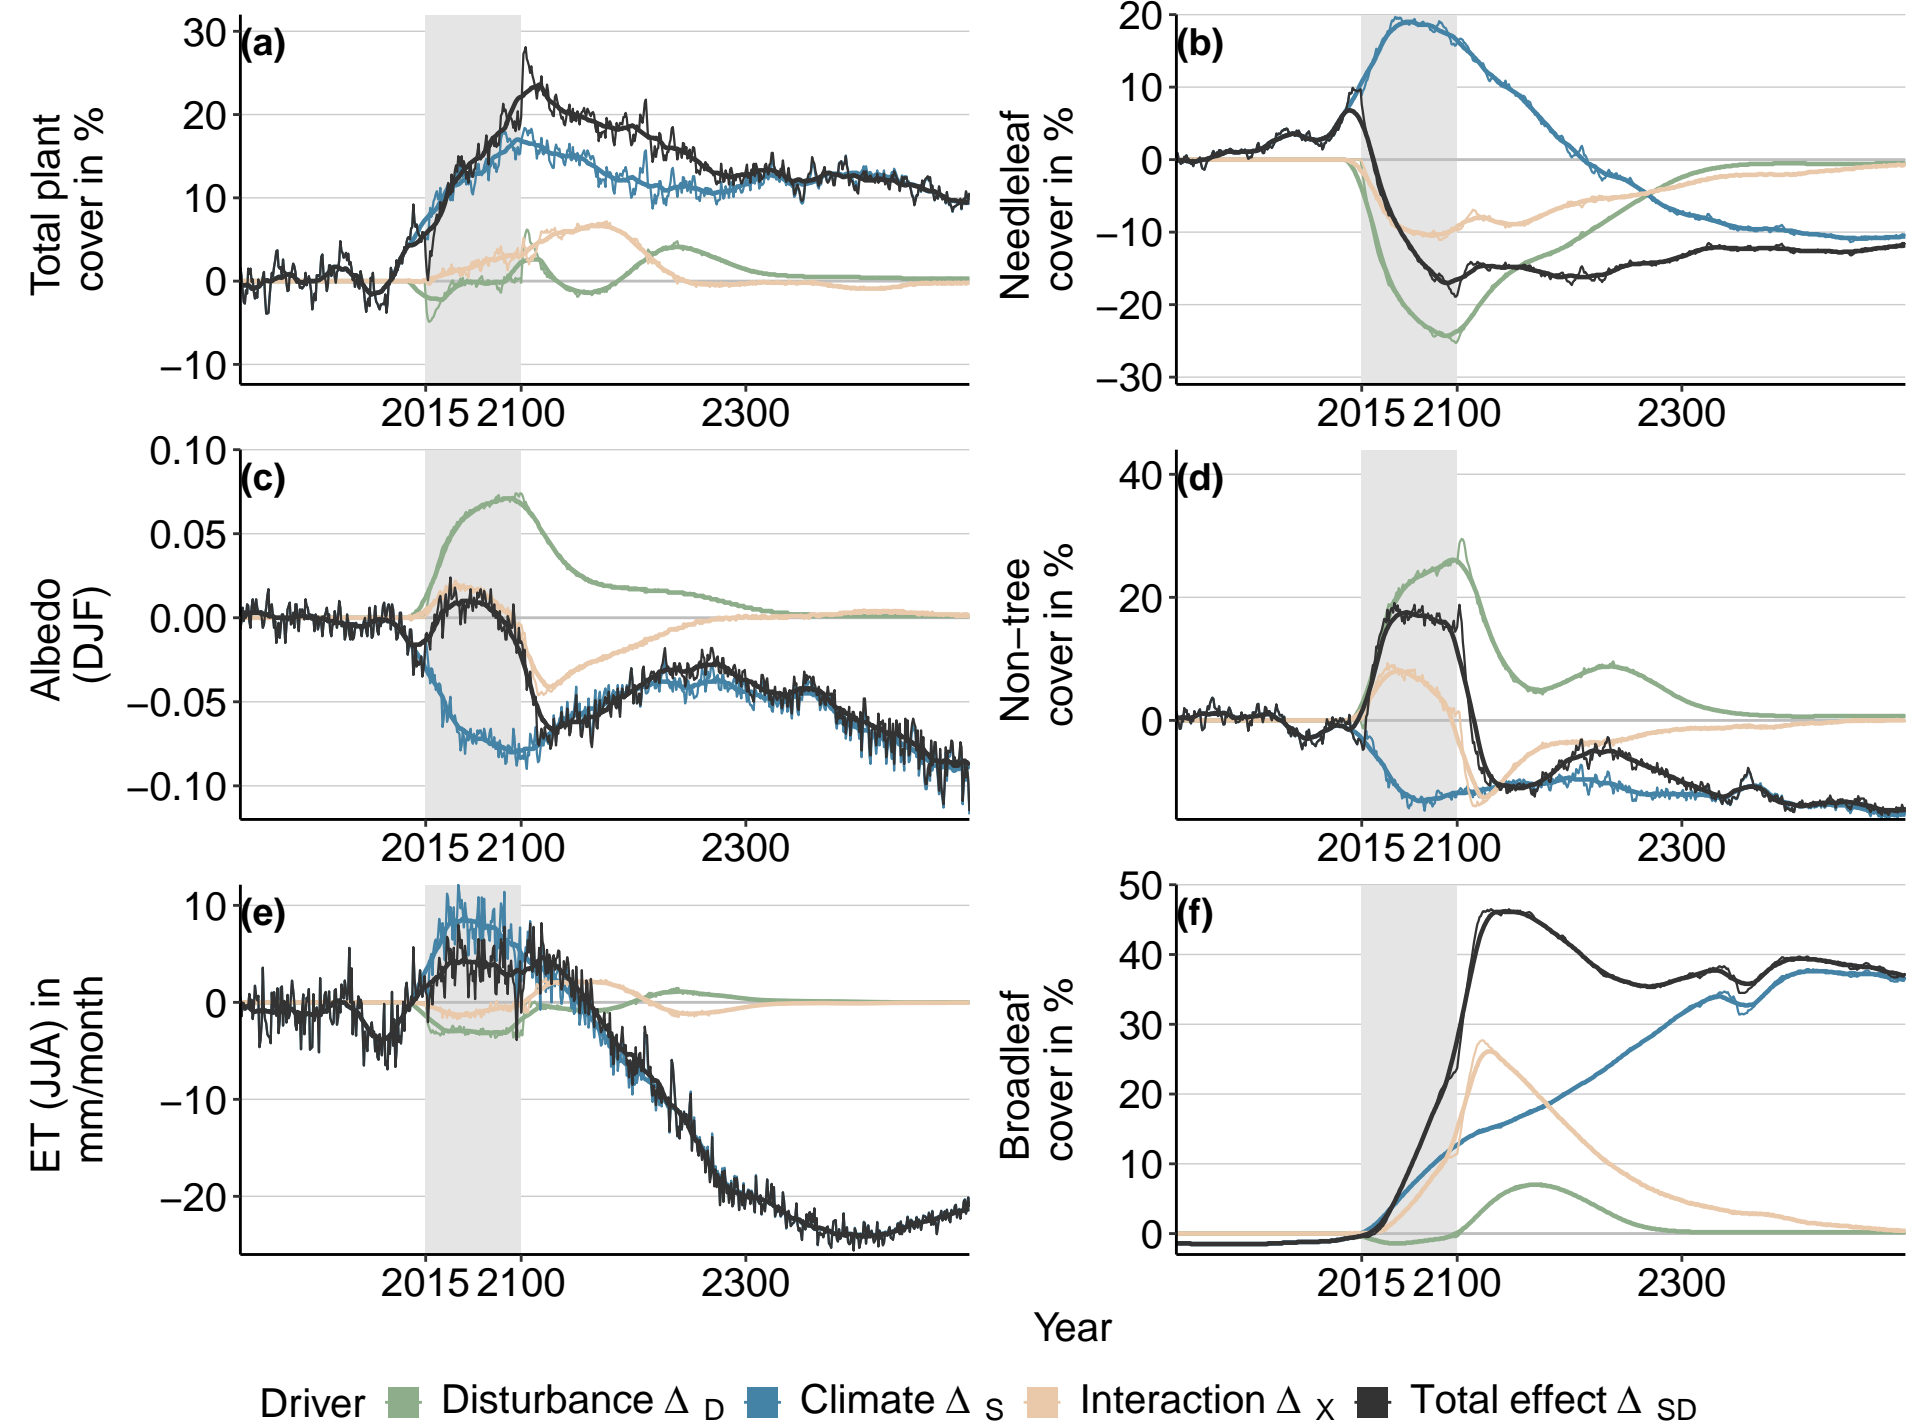 (a)
Total plant
cover in %
30
20
10
0
−10
2015 2100 2300
(b)
Needleleaf
cover in %
20
10
0
−10
−20
−30
2015 2100 2300
(c)
Albedo
(DJF)
0.10
0.05
0.00
−0.05
−0.10
2015 2100 2300
(d)
Non−tree
cover in %
40
20
0
2015 2100 2300
(e)
ET (JJA) in
mm/month
10
0
−10
−20
2015 2100 2300
(f)
Broadleaf
cover in %
50
40
30
20
10
0
2015 2100 2300
Year
Driver Disturbance Δ D Climate Δ S Interaction Δ X Total effect Δ SD